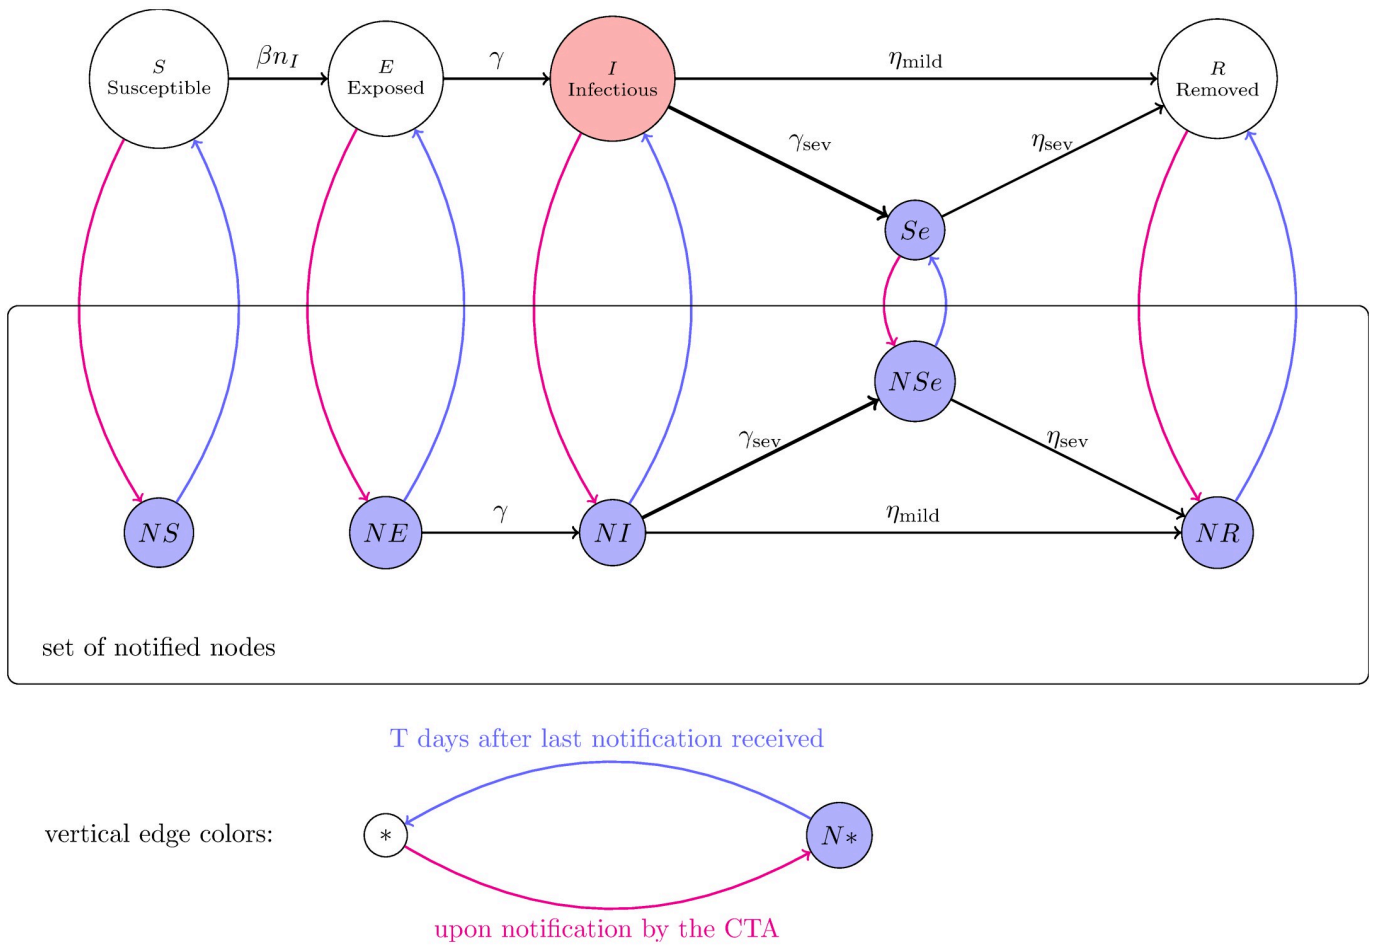 S
Susceptible
βn_I
E
Exposed
γ
I
Infectious
η_mild
R
Removed
γ_sev
η_sev
Se
NSe
γ_sev
η_sev
NS
NE
γ
NI
η_mild
NR
set of notified nodes
T days after last notification received
vertical edge colors:
*
N*
upon notification by the CTA